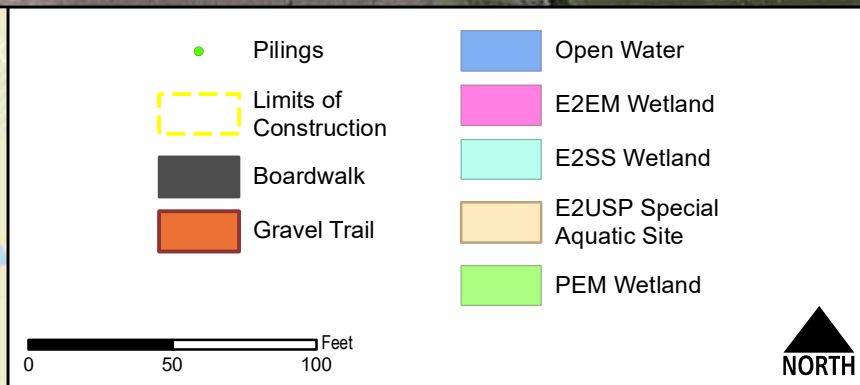 Pilings
Limits of
Construction
Boardwalk
Gravel Trail
Open Water
E2EM Wetland
E2SS Wetland
E2USP Special
Aquatic Site
PEM Wetland
Feet
0 50 100
NORTH